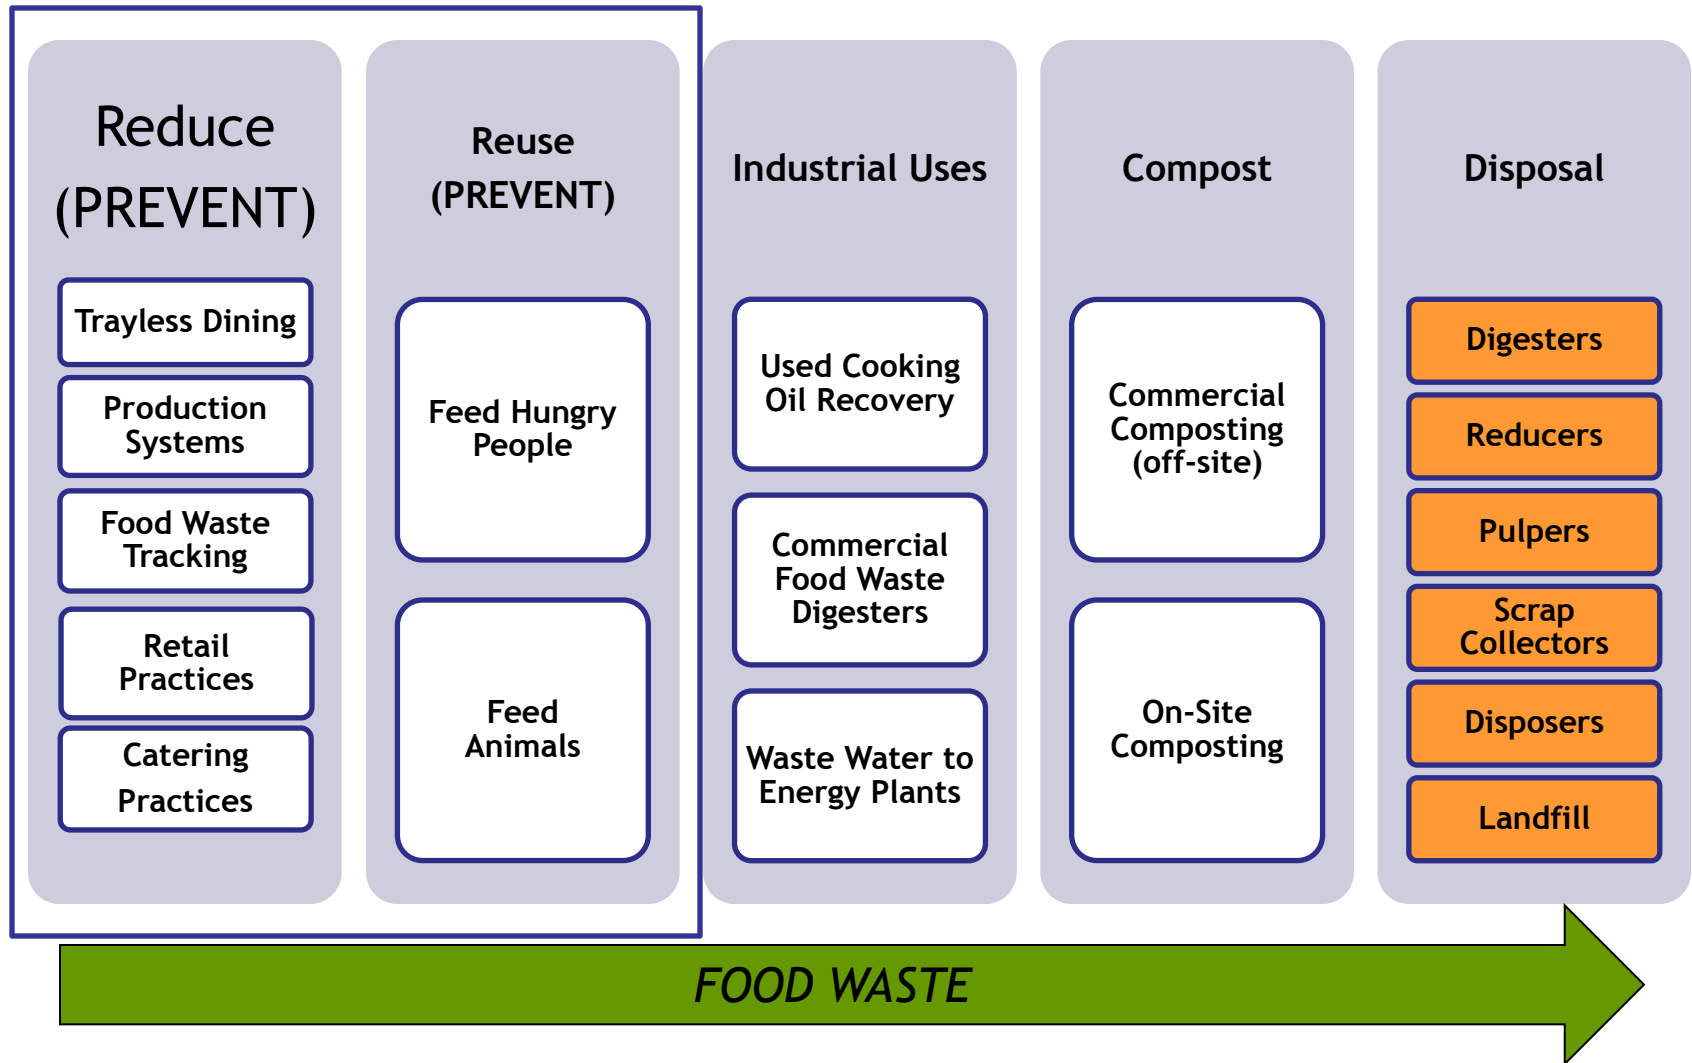 Reduce
(PREVENT)
Trayless Dining
Production
Systems
Food Waste
Tracking
Retail
Practices
Catering
Practices
Reuse
(PREVENT)
Feed Hungry
People
Feed
Animals
Industrial Uses
Used Cooking
Oil Recovery
Commercial
Food Waste
Digesters
Waste Water to
Energy Plants
Compost
Commercial
Composting
(off-site)
On-Site
Composting
Disposal
Digesters
Reducers
Pulpers
Scrap
Collectors
Disposers
Landfill
FOOD WASTE